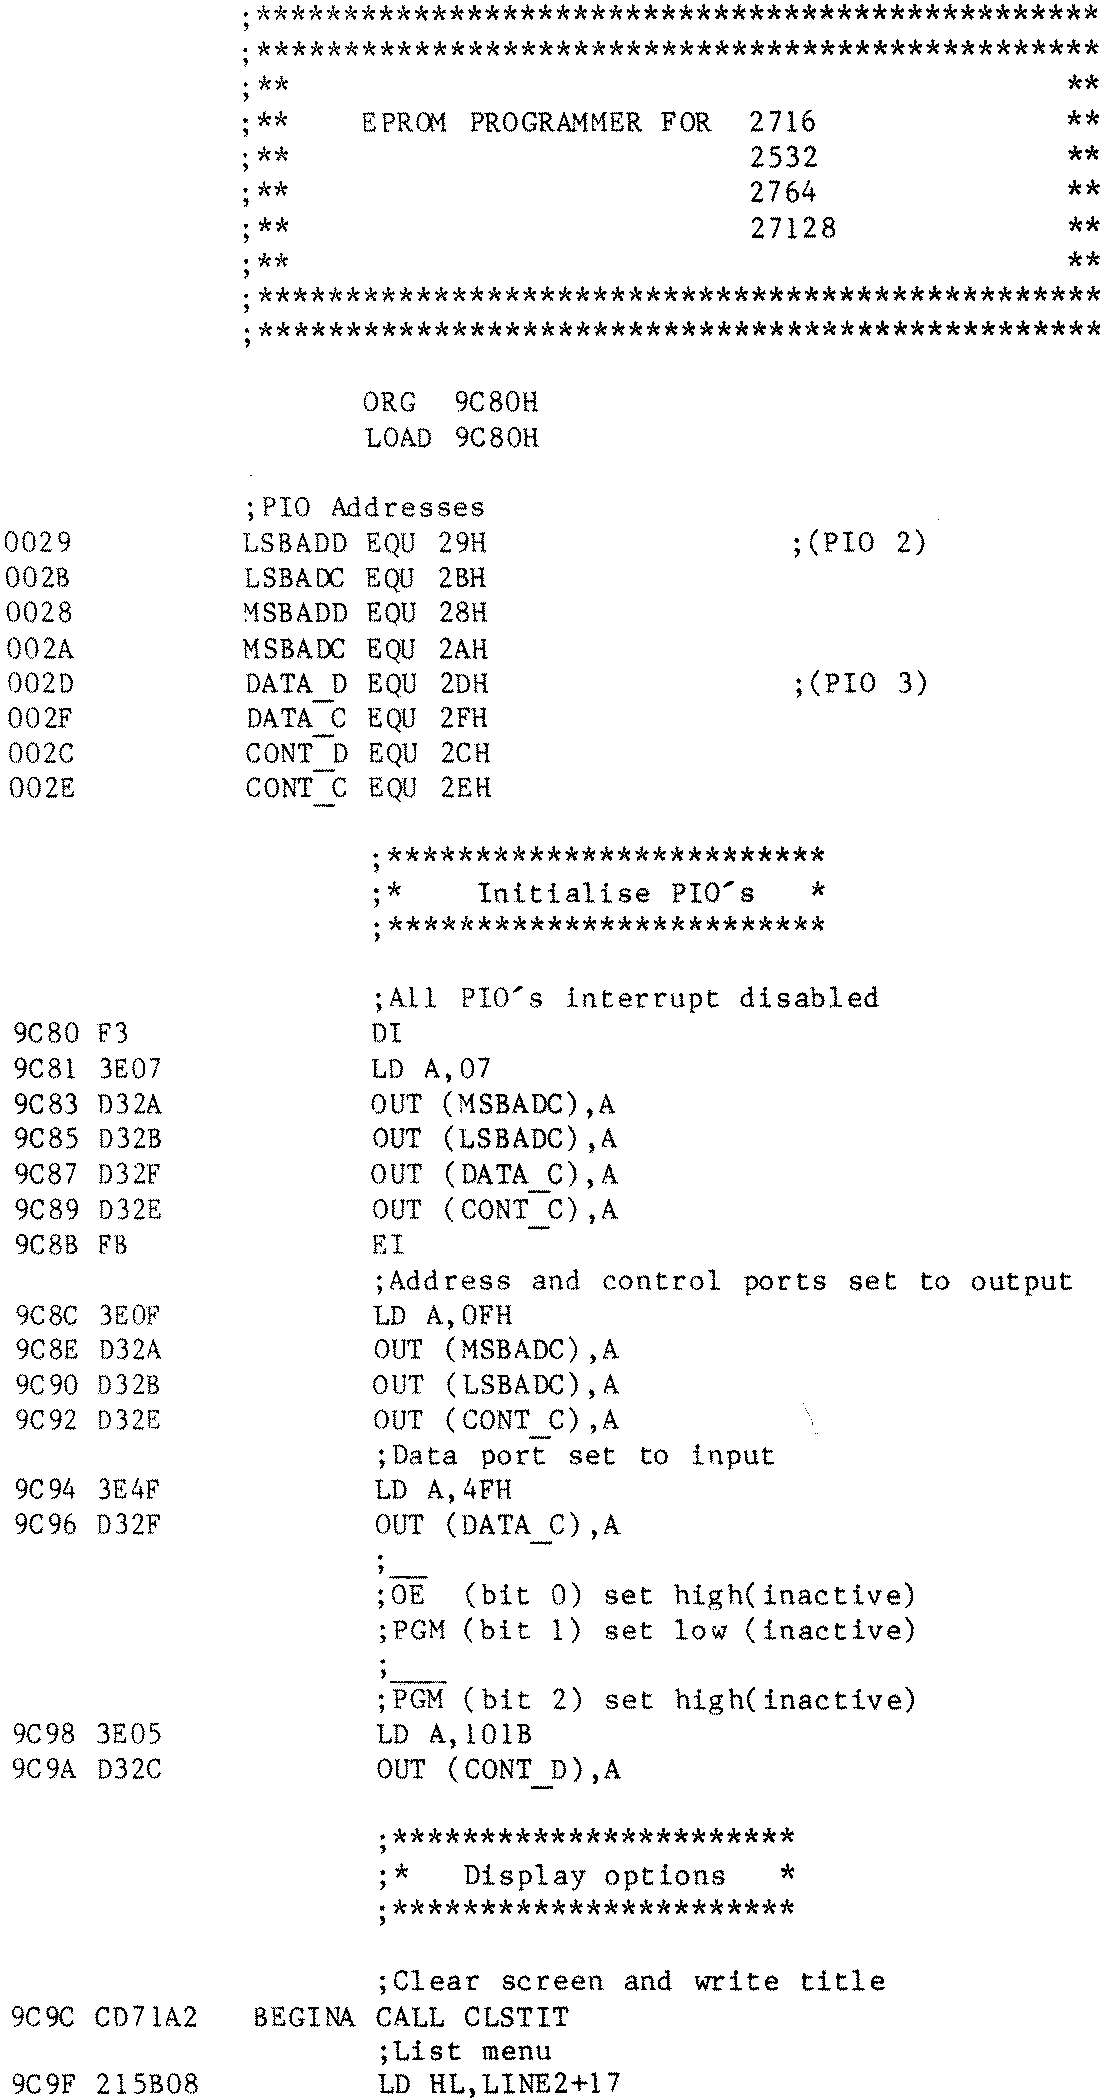 ;************************************************
;************************************************
;** **
;** EPROM PROGRAMMER FOR 2716 **
;** 2532 **
;** 2764 **
;** 27128 **
;** **
;************************************************
;************************************************
ORG 9C80H
LOAD 9C80H
;PIO Addresses
0029 LSBADD EQU 29H ;(PIO 2)
002B LSBADC EQU 2BH
0028 MSBADD EQU 28H
002A MSBADC EQU 2AH
002D DATA_D EQU 2DH ;(PIO 3)
002F DATA_C EQU 2FH
002C CONT_D EQU 2CH
002E CONT_C EQU 2EH
;*************************
;* Initialise PIO's *
;*************************
;All PIO's interrupt disabled
9C80 F3 DI
9C81 3E07 LD A,07
9C83 D32A OUT (MSBADC),A
9C85 D32B OUT (LSBADC),A
9C87 D32F OUT (DATA_C),A
9C89 D32E OUT (CONT_C),A
9C8B FB EI
;Address and control ports set to output
9C8C 3E0F LD A,0FH
9C8E D32A OUT (MSBADC),A
9C90 D32B OUT (LSBADC),A
9C92 D32E OUT (CONT_C),A
;Data port set to input
9C94 3E4F LD A,4FH
9C96 D32F OUT (DATA_C),A
;__
;OE (bit 0) set high(inactive)
;PGM (bit 1) set low (inactive)
;___
;PGM (bit 2) set high(inactive)
9C98 3E05 LD A,101B
9C9A D32C OUT (CONT_D),A
;***********************
;* Display options *
;***********************
;Clear screen and write title
9C9C CD71A2 BEGINA CALL CLSTIT
;List menu
9C9F 215B08 LD HL,LINE2+17